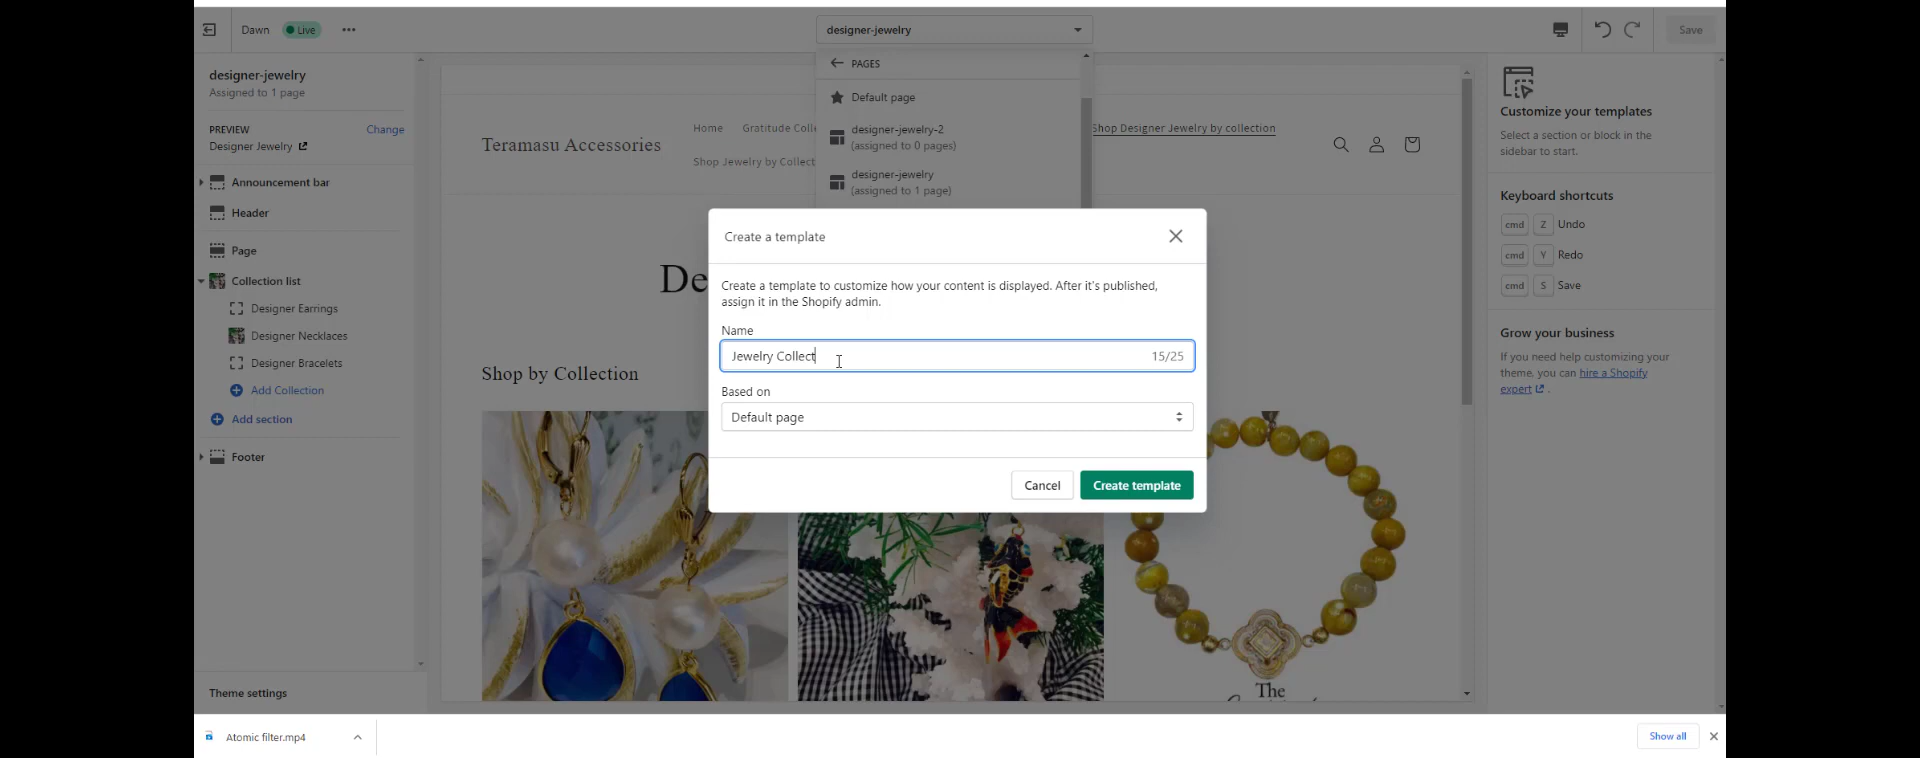 Dawn
Live
designer-jewelry
Save
designer-jewelry
Assigned to 1 page
PREVIEW
Change
Designer Jewelry
Announcement bar
Header
Page
Collection list
Designer Earrings
Designer Necklaces
Designer Bracelets
Add Collection
Add section
Footer
Theme settings
PAGES
Default page
designer-jewelry-2
(assigned to 0 pages)
designer-jewelry
(assigned to 1 page)
Teramasu Accessories
Home
Gratitude Colle
Shop Designer Jewelry by collection
Shop Jewelry by Collect
De
Shop by Collection
Create a template
Create a template to customize how your content is displayed. After it's published,
assign it in the Shopify admin.
Name
Jewelry Collect
15/25
Based on
Default page
Cancel
Create template
The
Customize your templates
Select a section or block in the
sidebar to start.
Keyboard shortcuts
cmd Z Undo
cmd Y Redo
cmd S Save
Grow your business
If you need help customizing your
theme, you can hire a Shopify
expert .
Atomic filter.mp4
Show all